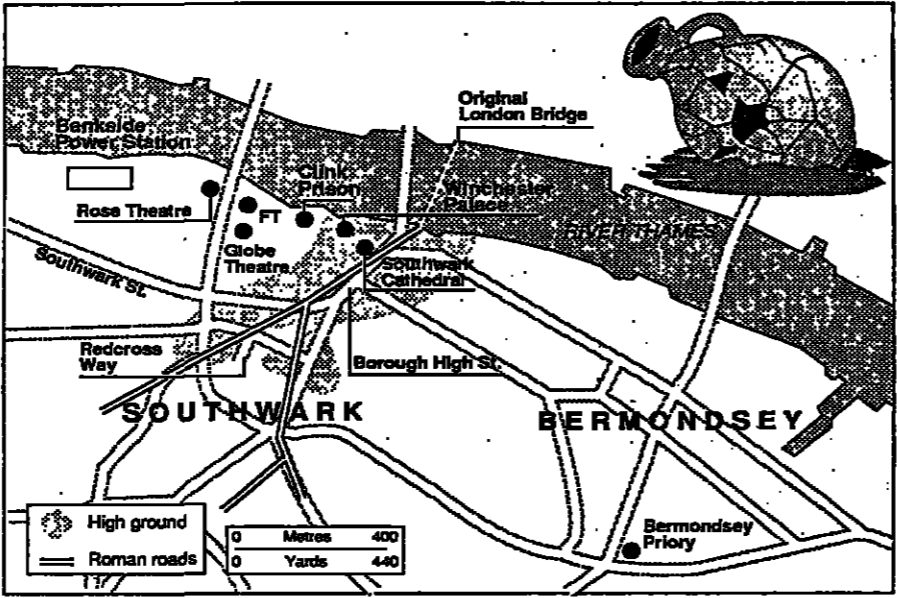 Original
London Bridge
Bankside
Power Station
Clink
Prison
Winchester
Palace
Rose Theatre
FT
RIVER THAMES
Globe
Theatre
Southwark
Cathedral
Southwark St.
Redcross
Way
Borough High St.
SOUTHWARK
BERMONDSEY
High ground
Roman roads
0 Metres 400
0 Yards 440
Bermondsey
Priory